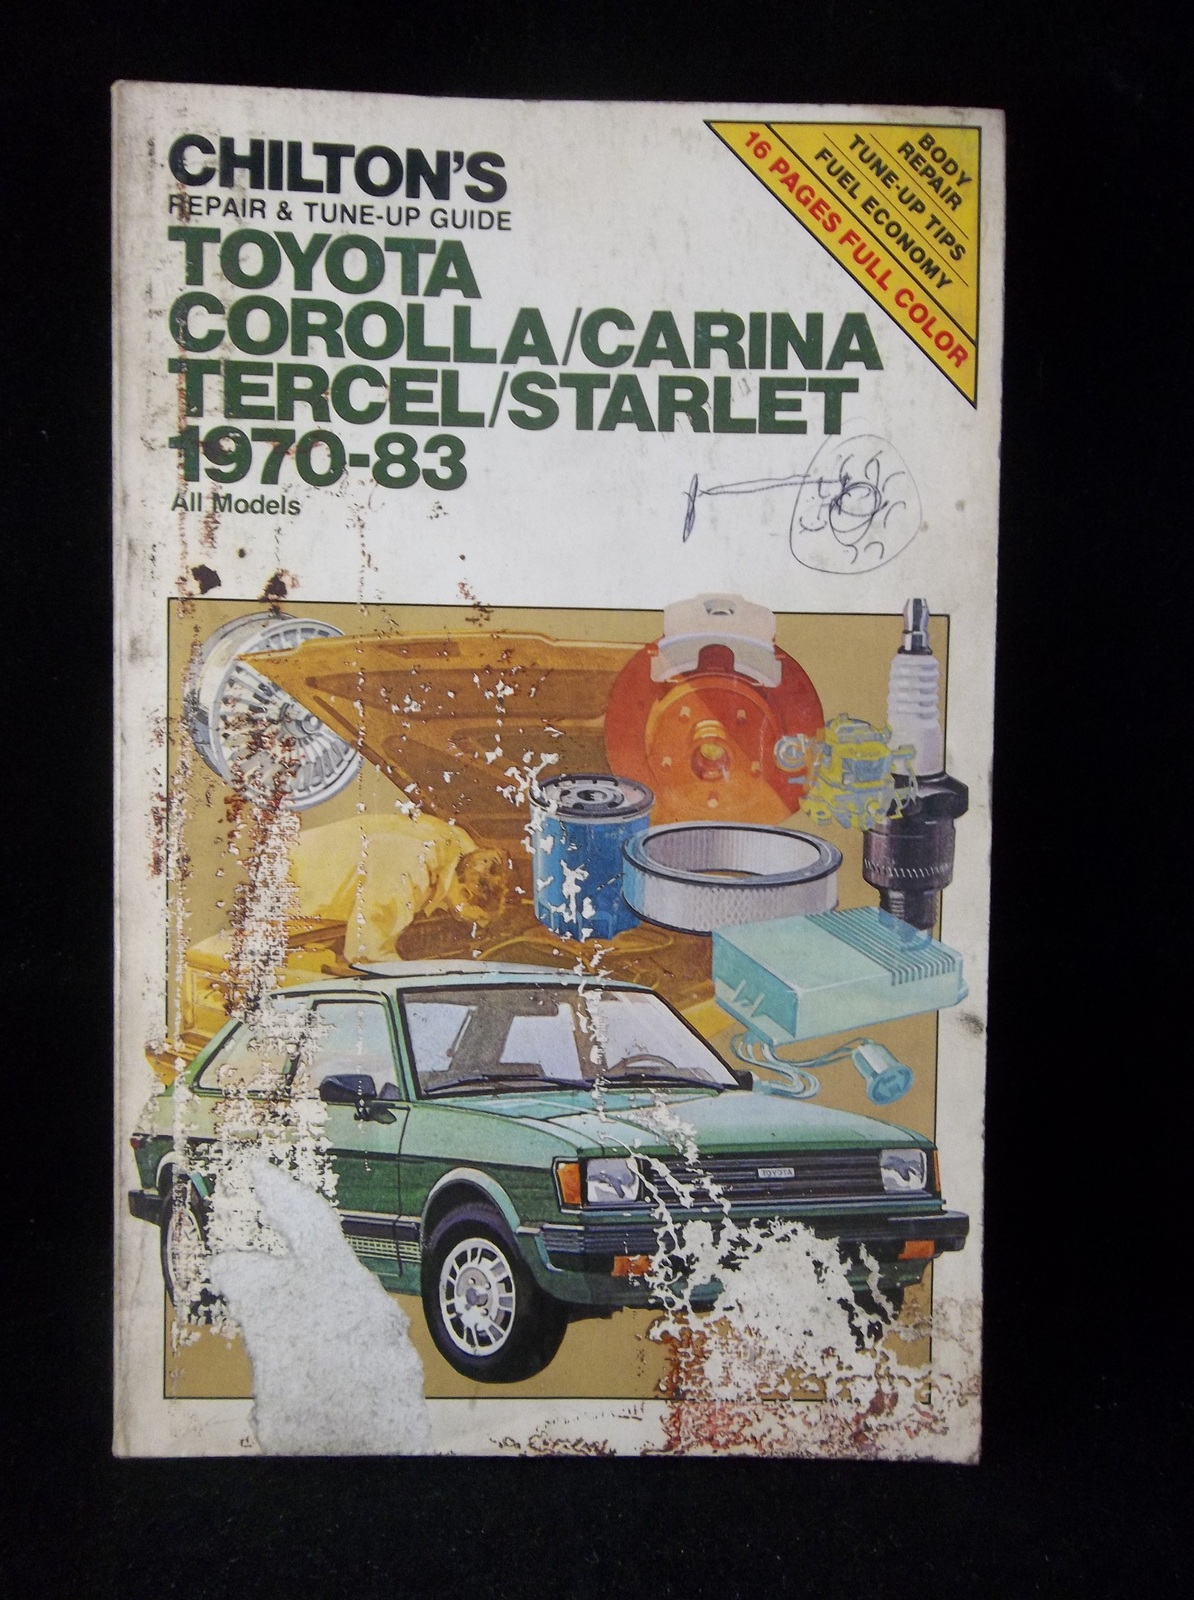 CHILTON'S
REPAIR & TUNE-UP GUIDE
TOYOTA
COROLLA/CARINA
TERCEL/STARLET
1970-83
All Models
BODY
REPAIR
TUNE-UP TIPS
FUEL ECONOMY
16 PAGES FULL COLOR
TOYOTA